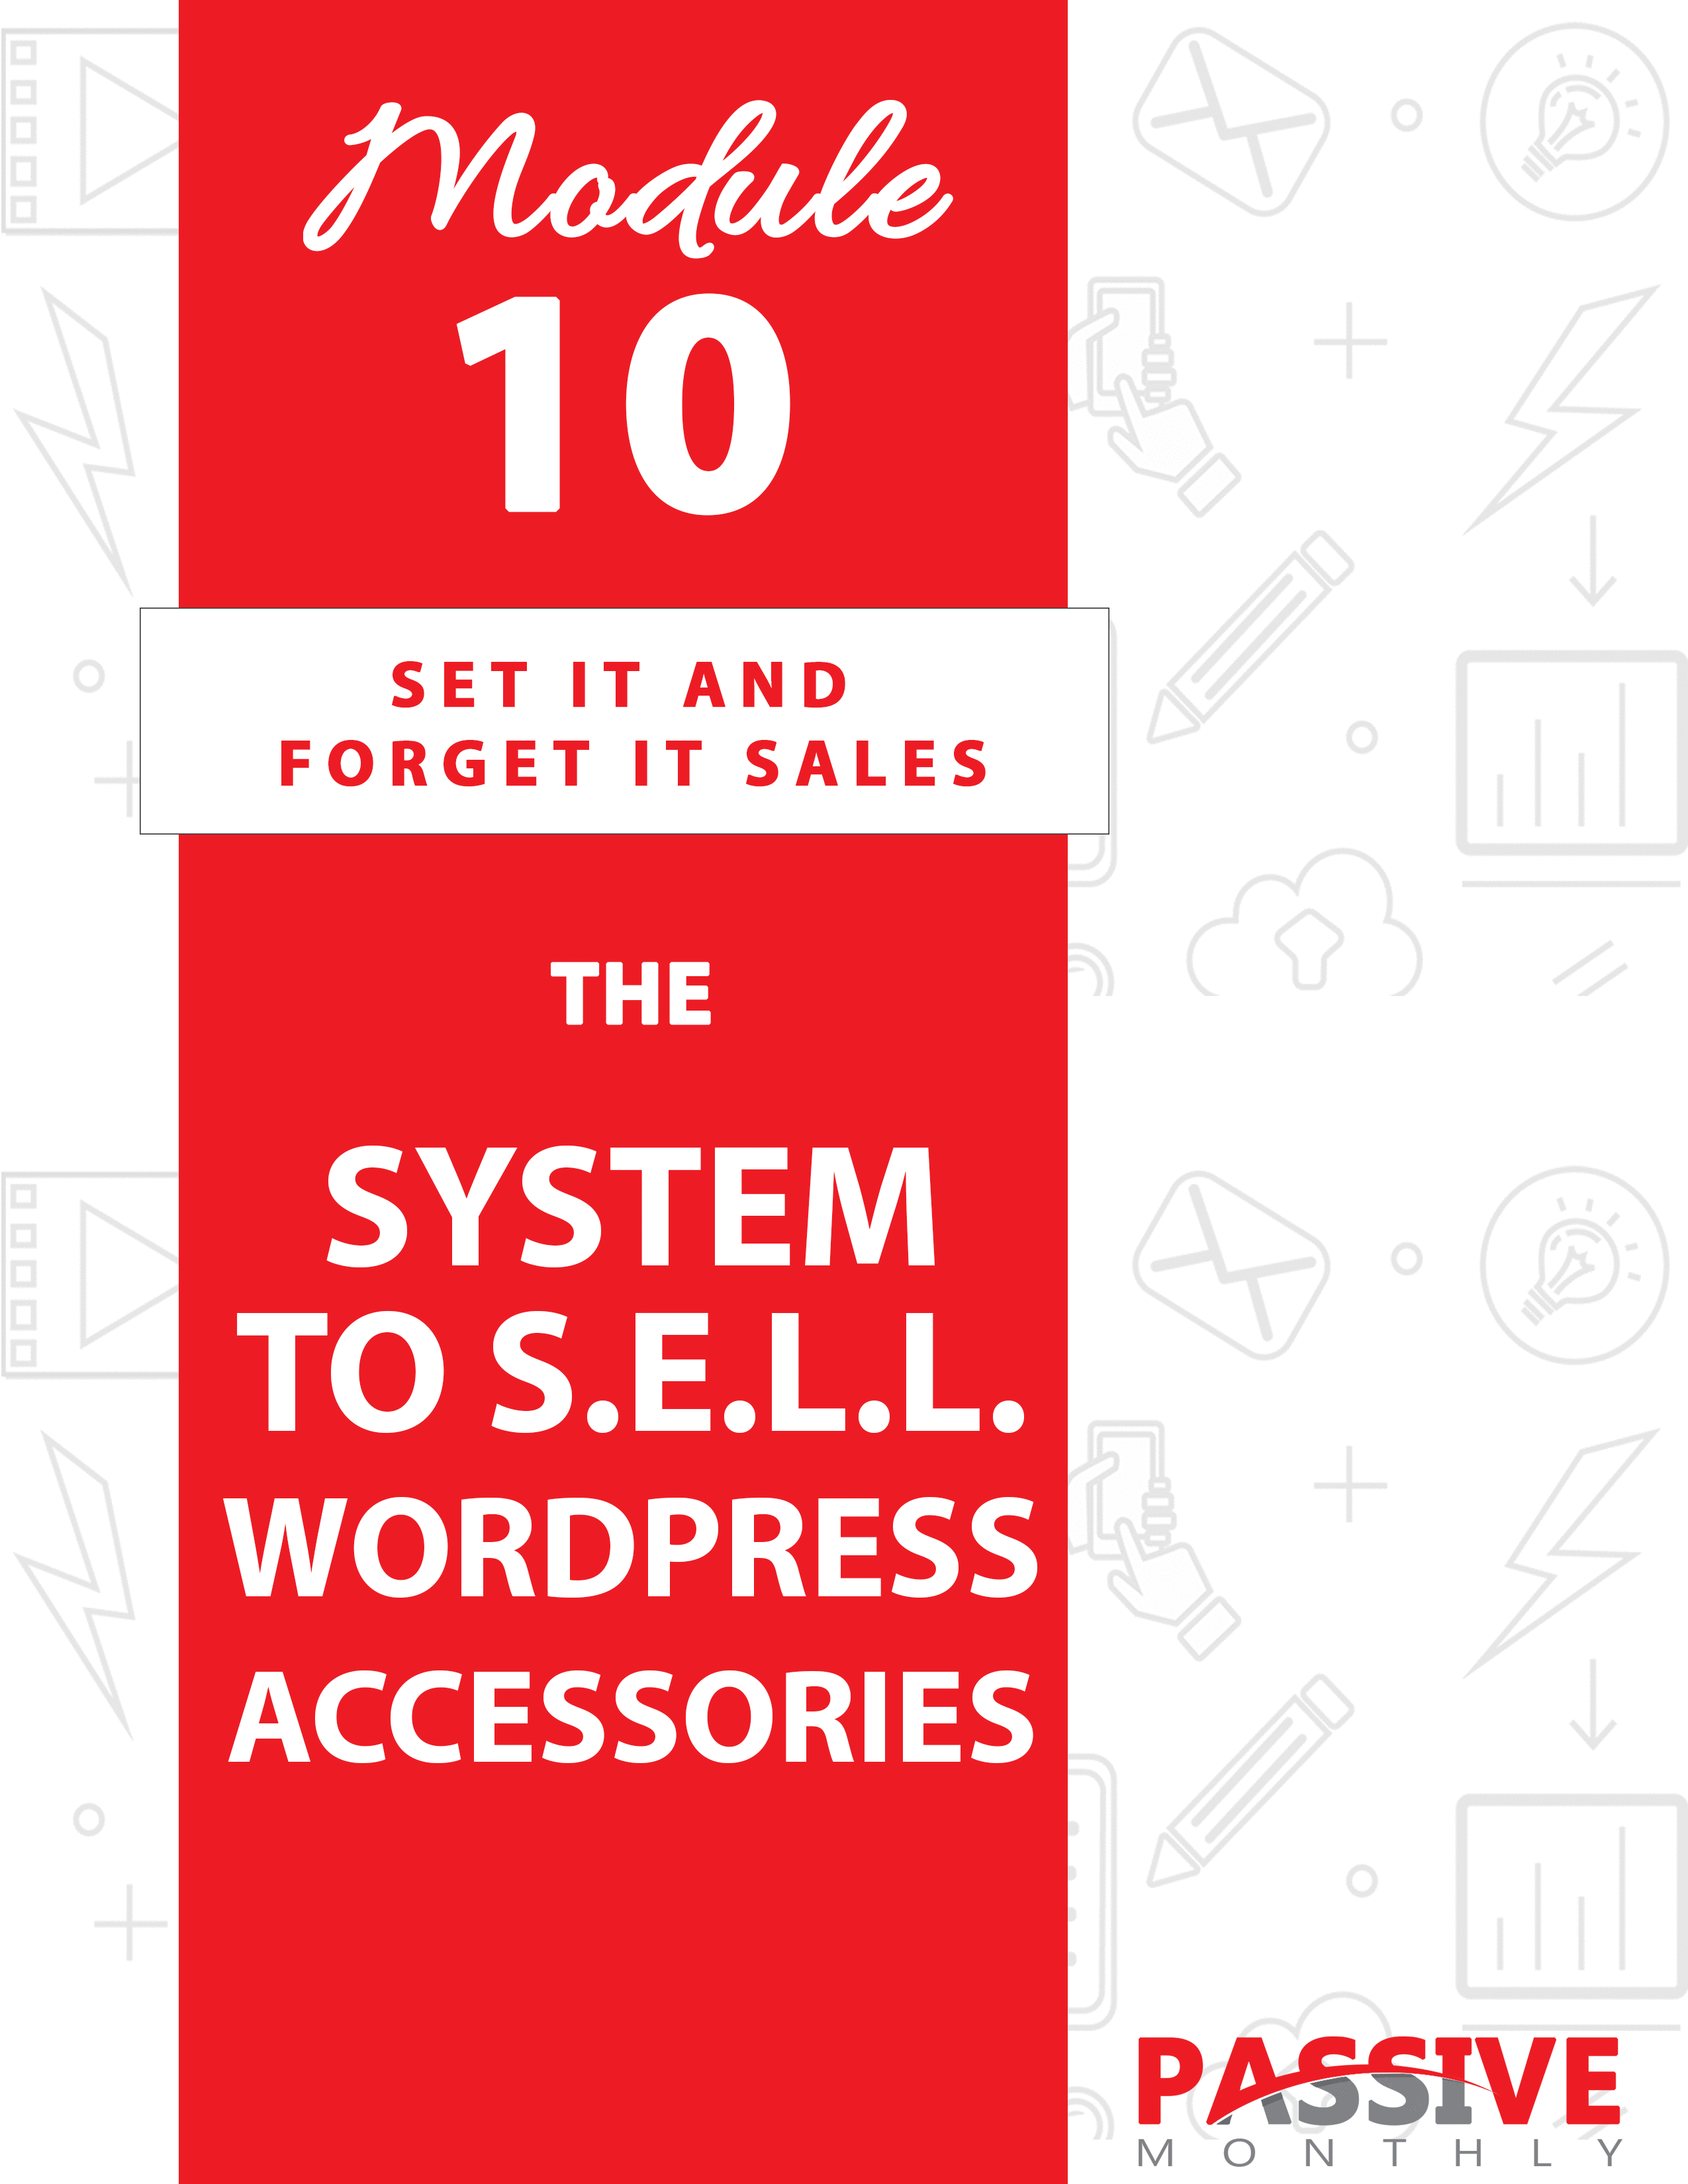 Module
10
SET IT AND
FORGET IT SALES
THE
SYSTEM
TO S.E.L.L.
WORDPRESS
ACCESSORIES
PASSIVE
MONTHLY